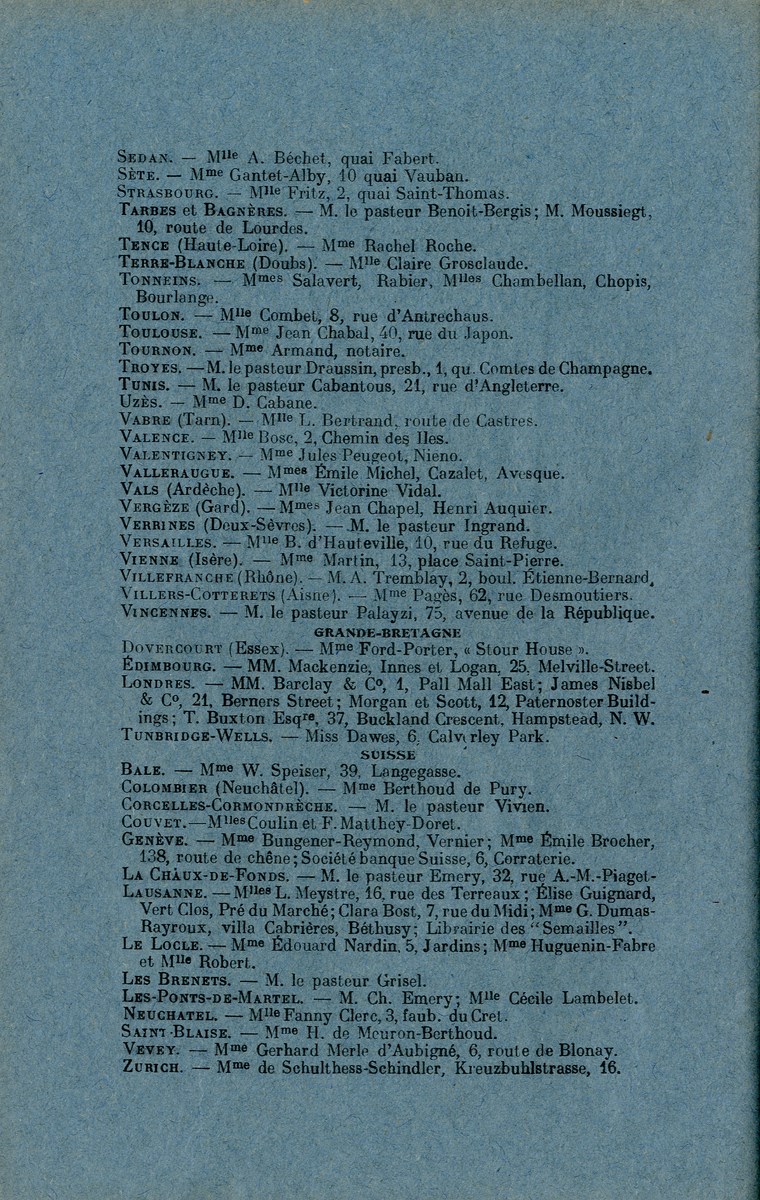 SEDAN. — Mlle A. Béchet, quai Fabert.
SÈTE. — Mme Gantet-Alby, 10 quai Vauban.
STRASBOURG. — Mlle Fritz, 2, quai Saint-Thomas.
TARBES et BAGNÈRES. — M. le pasteur Benoit-Bergis; M. Moussiegt,
10, route de Lourdes.
TENCE (Haute-Loire). — Mme Rachel Roche.
TERRE-BLANCHE (Doubs). — Mlle Claire Grosclaude.
TONNEINS. — Mmes Salavert, Rabier, Mlles Chambellan, Chopis,
Bourlange.
TOULON. — Mlle Combet, 8, rue d'Antrechaus.
TOULOUSE. — Mme Jean Chabal, 40, rue du Japon.
TOURNON. — Mme Armand, notaire.
TROYES. — M. le pasteur Draussin, presb., 1, qu. Comtes de Champagne.
TUNIS. — M. le pasteur Cabantous, 21, rue d'Angleterre.
UZÈS. — Mme D. Cabane.
VABRE (Tarn). — Mlle L. Bertrand, route de Castres.
VALENCE. — Mlle Bosc, 2, Chemin des Iles.
VALENTIGNEY. — Mme Jules Peugeot, Nieno.
VALLERAUGUE. — Mmes Émile Michel, Cazalet, Avesque.
VALS (Ardèche). — Mlle Victorine Vidal.
VERGÈZE (Gard). — Mmes Jean Chapel, Henri Auquier.
VERRINES (Deux-Sèvres). — M. le pasteur Ingrand.
VERSAILLES. — Mlle B. d'Hauteville, 10, rue du Refuge.
VIENNE (Isère). — Mme Martin, 13, place Saint-Pierre.
VILLEFRANCHE (Rhône). — M. A. Tremblay, 2, boul. Étienne-Bernard.
VILLERS-COTTERETS (Aisne). — Mme Pagès, 62, rue Desmoutiers.
VINCENNES. — M. le pasteur Palayzi, 75, avenue de la République.
GRANDE-BRETAGNE
DOVERCOURT (Essex). — Mme Ford-Porter, « Stour House ».
ÉDIMBOURG. — MM. Mackenzie, Innes et Logan, 25, Melville-Street.
LONDRES. — MM. Barclay & Co, 1, Pall Mall East; James Nisbel
& Co, 21, Berners Street; Morgan et Scott, 12, Paternoster Build-
ings; T. Buxton Esqre, 37, Buckland Crescent, Hampstead, N. W.
TUNBRIDGE-WELLS. — Miss Dawes, 6, Calverley Park.
SUISSE
BALE. — Mme W. Speiser, 39, Langegasse.
COLOMBIER (Neuchâtel). — Mme Berthoud de Pury.
CORCELLES-CORMONDRÈCHE. — M. le pasteur Vivien.
COUVET. — Mlles Coulin et F. Matthey-Doret.
GENÈVE. — Mme Bungener-Reymond, Vernier; Mme Émile Brocher,
138, route de chêne; Société banque Suisse, 6, Corraterie.
LA CHAUX-DE-FONDS. — M. le pasteur Emery, 32, rue A.-M.-Piaget-
LAUSANNE. — Mlles L. Meystre, 16, rue des Terreaux; Élise Guignard,
Vert Clos, Pré du Marché; Clara Bost, 7, rue du Midi; Mme G. Dumas-
Rayroux, villa Cabrières, Béthusy; Librairie des "Semailles".
LE LOCLE. — Mme Édouard Nardin, 5, Jardins; Mme Huguenin-Fabre
et Mlle Robert.
LES BRENETS. — M. le pasteur Grisel.
LES-PONTS-DE-MARTEL. — M. Ch. Emery; Mlle Cécile Lambelet.
NEUCHATEL. — Mlle Fanny Clerc, 3, faub. du Cret.
SAINT-BLAISE. — Mme H. de Meuron-Berthoud.
VEVEY. — Mme Gerhard Merle d'Aubigné, 6, route de Blonay.
ZURICH. — Mme de Schulthess-Schindler, Kreuzbuhlstrasse, 16.